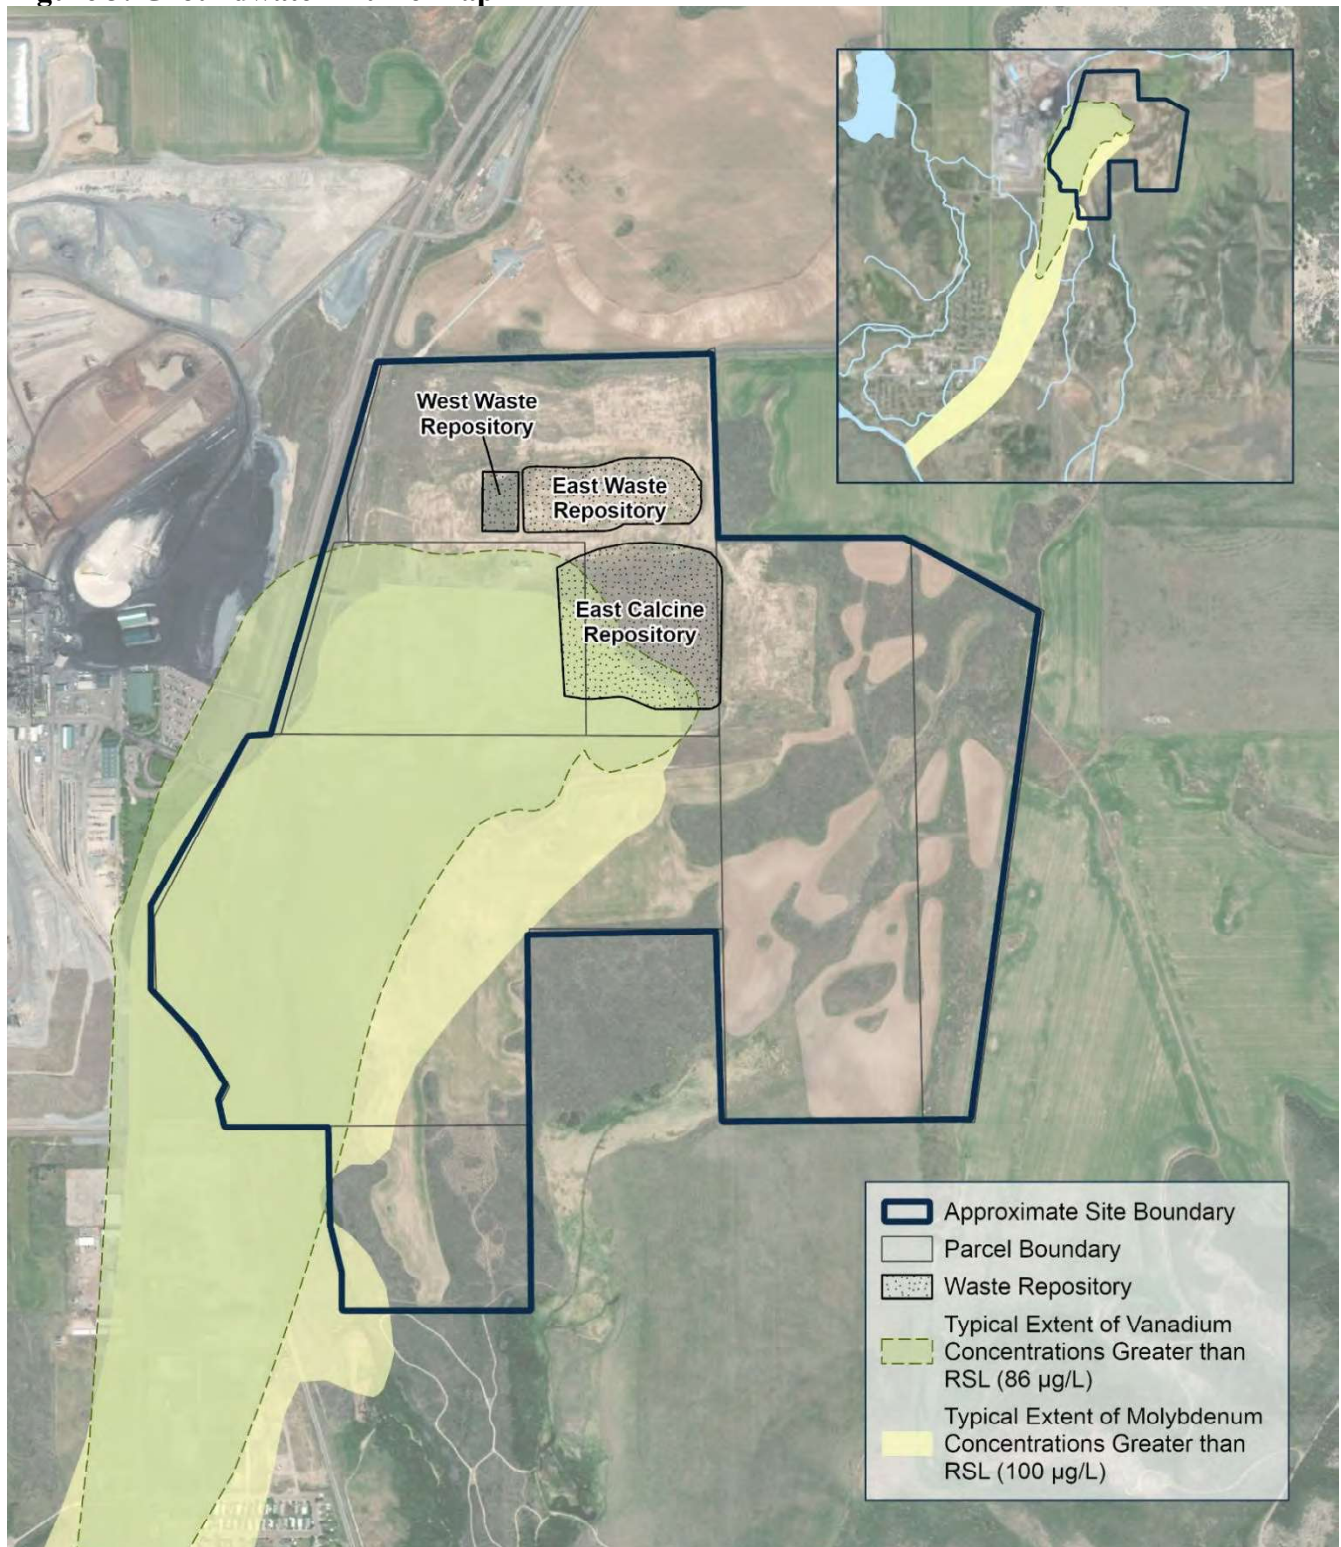 West Waste
Repository
East Waste
Repository
East Calcine
Repository
Approximate Site Boundary
Parcel Boundary
Waste Repository
Typical Extent of Vanadium
Concentrations Greater than
RSL (86 µg/L)
Typical Extent of Molybdenum
Concentrations Greater than
RSL (100 µg/L)